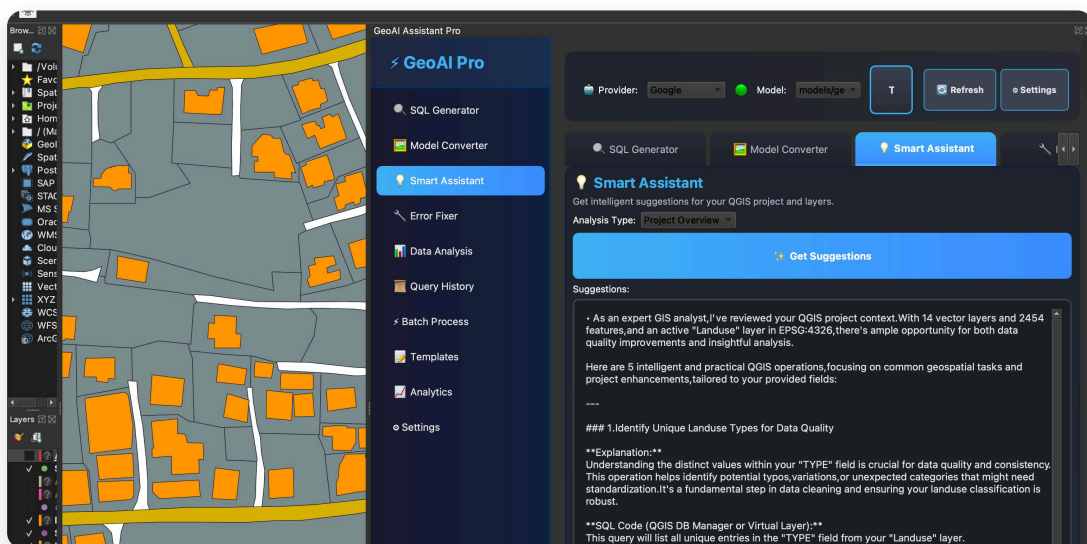 GeoAI Assistant Pro
Brow...
/Volu
Favo
Spat
Proje
Hom
/ (Ma
Geol
Spat
Post
SAP
STAC
MS S
Orac
WMS
Clou
Scer
Sens
Vect
XYZ
WCS
WFS
ArcG
Layers
⚡ GeoAI Pro
SQL Generator
Model Converter
Smart Assistant
Error Fixer
Data Analysis
Query History
⚡ Batch Process
Templates
Analytics
Settings
Provider: Google Model: models/ge T Refresh Settings
SQL Generator Model Converter Smart Assistant
Smart Assistant
Get intelligent suggestions for your QGIS project and layers.
Analysis Type: Project Overview
✨ Get Suggestions
Suggestions:
• As an expert GIS analyst,I've reviewed your QGIS project context.With 14 vector layers and 2454
features,and an active "Landuse" layer in EPSG:4326,there's ample opportunity for both data
quality improvements and insightful analysis.
Here are 5 intelligent and practical QGIS operations,focusing on common geospatial tasks and
project enhancements,tailored to your provided fields:
---
### 1.Identify Unique Landuse Types for Data Quality
**Explanation:**
Understanding the distinct values within your "TYPE" field is crucial for data quality and consistency.
This operation helps identify potential typos,variations,or unexpected categories that might need
standardization.It's a fundamental step in data cleaning and ensuring your landuse classification is
robust.
**SQL Code (QGIS DB Manager or Virtual Layer):**
This query will list all unique entries in the "TYPE" field from your "Landuse" layer.